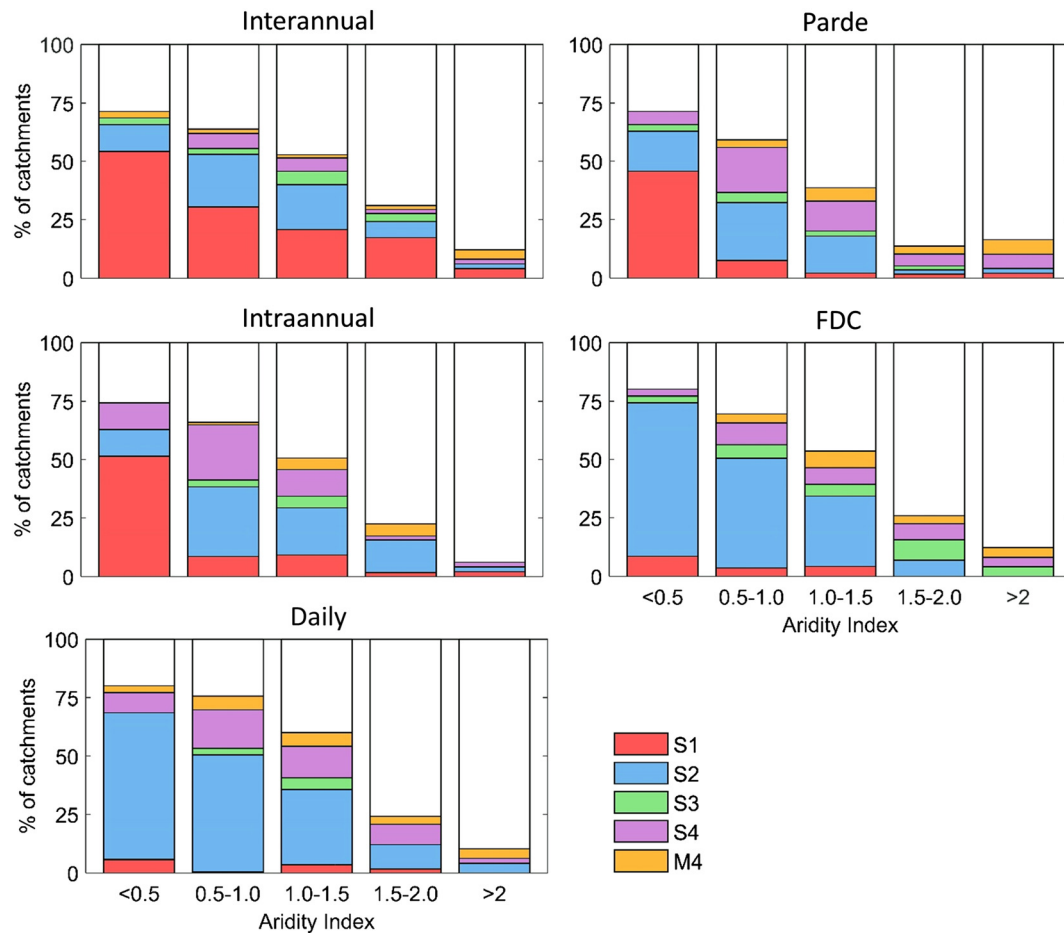 Interannual
100
75
50
25
0
% of catchments
Parde
100
75
50
25
0
Intraannual
100
75
50
25
0
% of catchments
FDC
100
75
50
25
0
<0.5 0.5-1.0 1.0-1.5 1.5-2.0 >2
Aridity Index
Daily
100
75
50
25
0
% of catchments
<0.5 0.5-1.0 1.0-1.5 1.5-2.0 >2
Aridity Index
S1
S2
S3
S4
M4